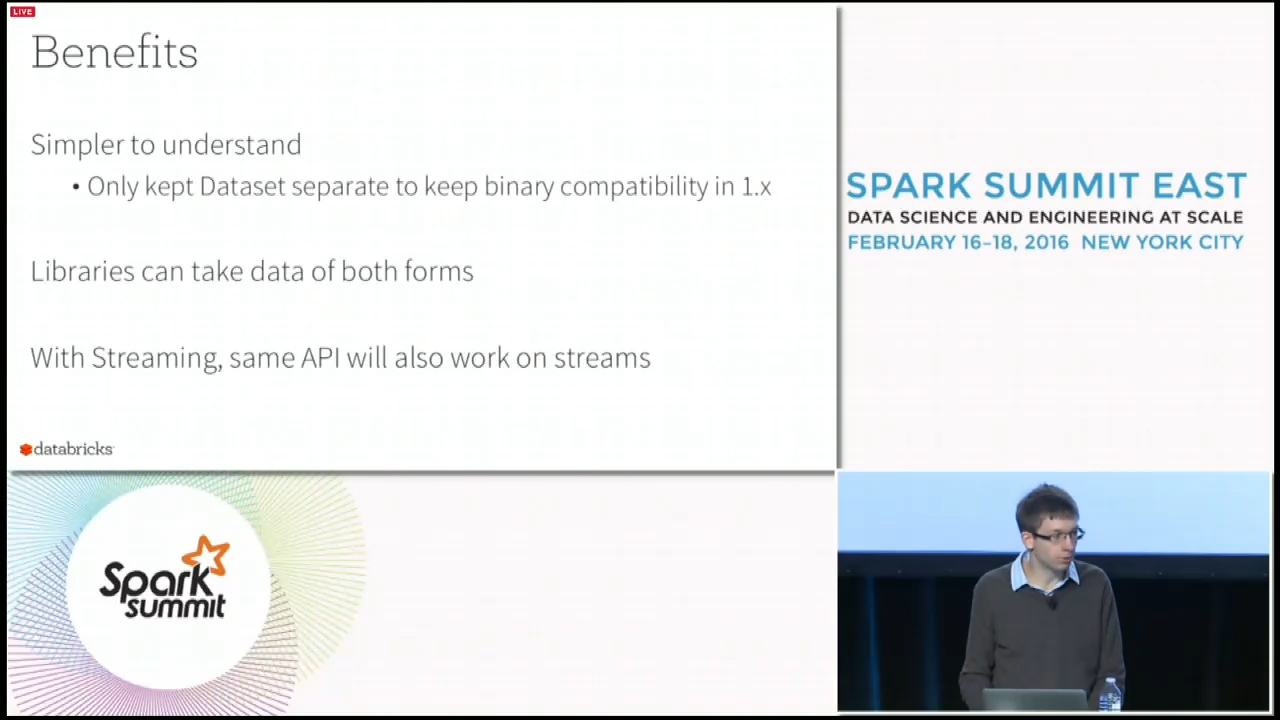 LIVE
Benefits
Simpler to understand
• Only kept Dataset separate to keep binary compatibility in 1.x
Libraries can take data of both forms
With Streaming, same API will also work on streams
databricks
SPARK SUMMIT EAST
DATA SCIENCE AND ENGINEERING AT SCALE
FEBRUARY 16–18, 2016 NEW YORK CITY
Spark
summit